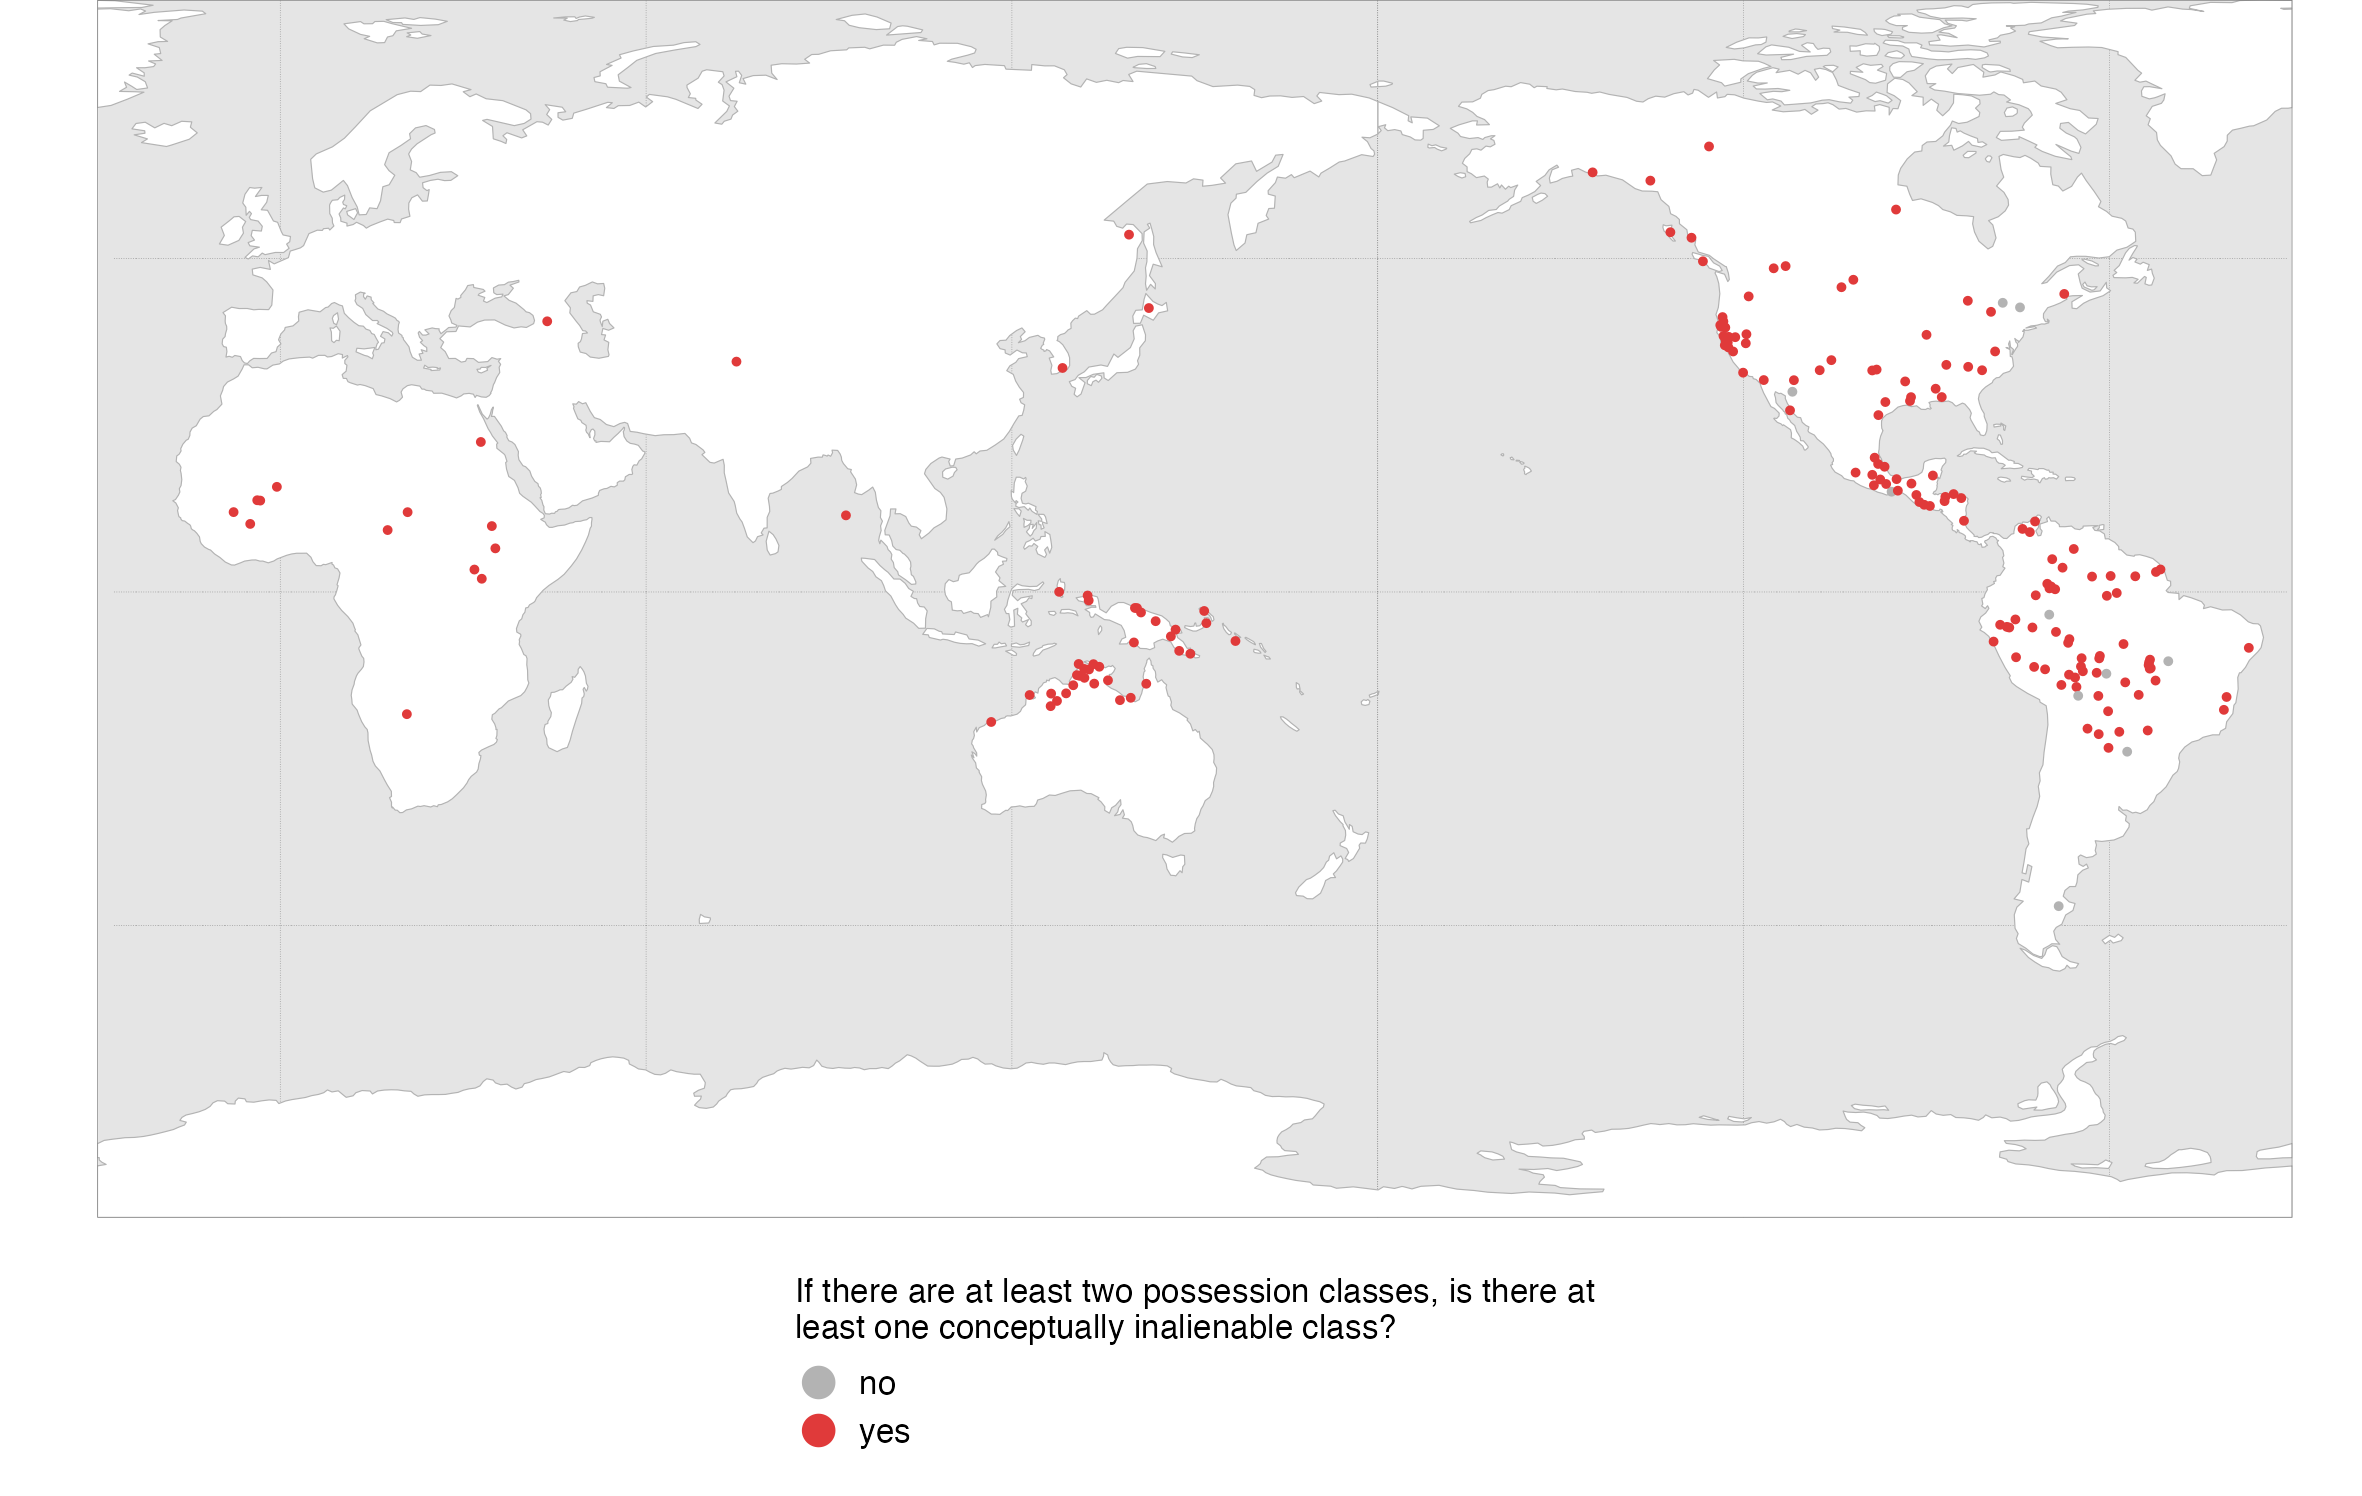 If there are at least two possession classes, is there at
least one conceptually inalienable class?
no
yes